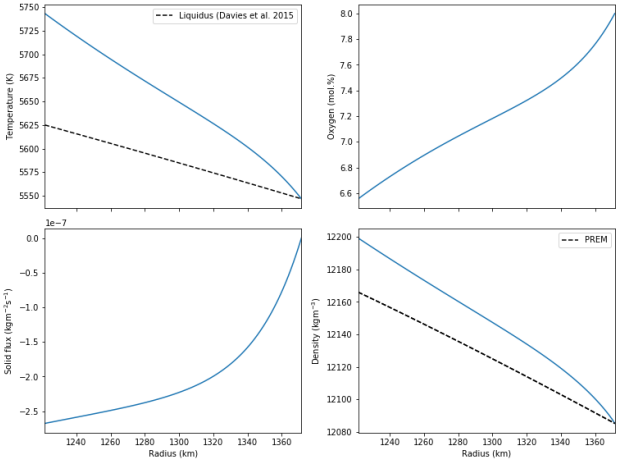 5750
5725
5700
5675
5650
5625
5600
5575
5550
Temperature (K)
Liquidus (Davies et al. 2015
8.0
7.8
7.6
7.4
7.2
7.0
6.8
6.6
Oxygen (mol.%)
1e−7
0.0
−0.5
−1.0
−1.5
−2.0
−2.5
Solid flux (kgm⁻²s⁻¹)
1240 1260 1280 1300 1320 1340 1360
Radius (km)
12200
12180
12160
12140
12120
12100
12080
Density (kgm⁻³)
PREM
1240 1260 1280 1300 1320 1340 1360
Radius (km)